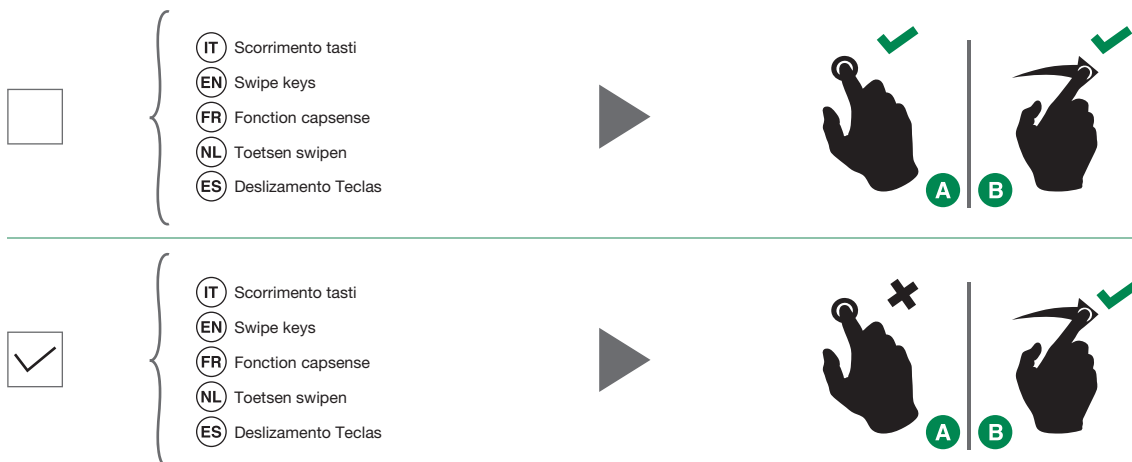 IT Scorrimento tasti
EN Swipe keys
FR Fonction capsense
NL Toetsen swipen
ES Deslizamento Teclas
A B
IT Scorrimento tasti
EN Swipe keys
FR Fonction capsense
NL Toetsen swipen
ES Deslizamento Teclas
A B